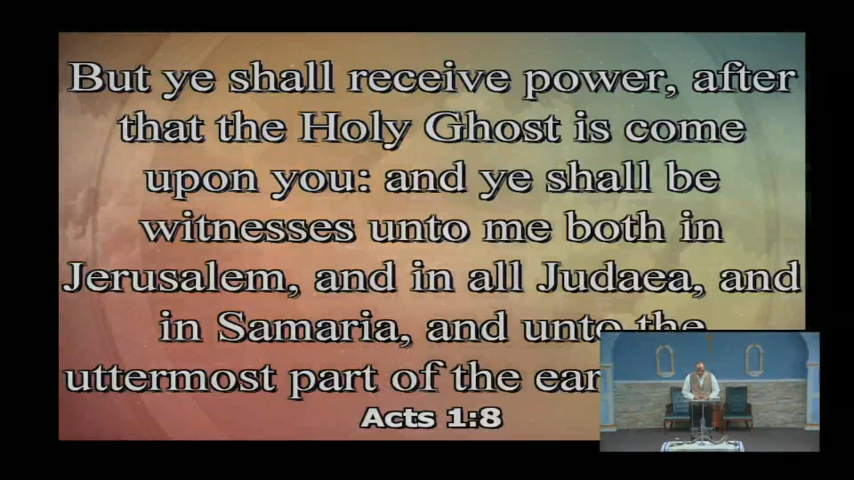 But ye shall receive power, after
that the Holy Ghost is come
upon you: and ye shall be
witnesses unto me both in
Jerusalem, and in all Judaea, and
in Samaria, and unto the
uttermost part of the
Acts 1:8